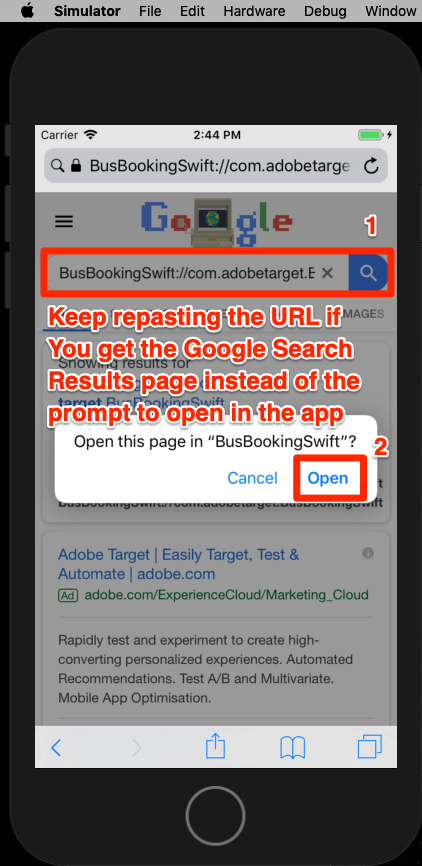 Simulator File Edit Hardware Debug Window
Carrier 2:44 PM
BusBookingSwift://com.adobetarge
Google
1
BusBookingSwift://com.adobetarget.E
IMAGES
Keep repasting the URL if
You get the Google Search
Results page instead of the
prompt to open in the app
Showing results for
target.BusBookingSwift
Open this page in “BusBookingSwift”?
2
Cancel Open
BusBookingSwift://com.adobetarget.BusBookingSwift
Adobe Target | Easily Target, Test &
Automate | adobe.com
Ad adobe.com/ExperienceCloud/Marketing_Cloud
Rapidly test and experiment to create high-
converting personalized experiences. Automated
Recommendations. Test A/B and Multivariate.
Mobile App Optimisation.